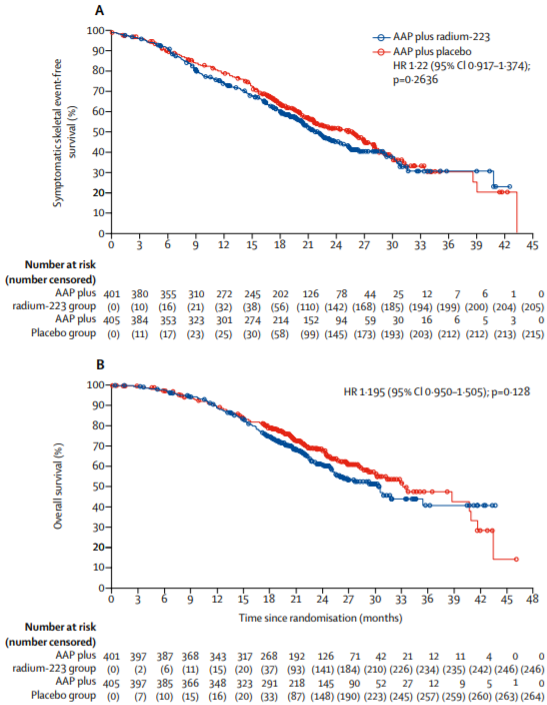 A
AAP plus radium-223
AAP plus placebo
HR 1·22 (95% CI 0·917–1·374);
p=0·2636
Symptomatic skeletal event-free
survival (%)
100
90
80
70
60
50
40
30
20
10
0
0 3 6 9 12 15 18 21 24 27 30 33 36 39 42 45
Number at risk
(number censored)
AAP plus 401 380 355 310 272 245 202 126 78 44 25 12 7 6 1 0
radium-223 group (0) (10) (16) (21) (32) (38) (56) (110) (142) (168) (185) (194) (199) (200) (204) (205)
AAP plus 405 384 353 323 301 274 214 152 94 59 30 16 6 5 3 0
Placebo group (0) (11) (17) (23) (25) (30) (58) (99) (145) (173) (193) (203) (212) (212) (213) (215)
B
HR 1·195 (95% CI 0·950–1·505); p=0·128
Overall survival (%)
100
90
80
70
60
50
40
30
20
10
0
0 3 6 9 12 15 18 21 24 27 30 33 36 39 42 45 48
Time since randomisation (months)
Number at risk
(number censored)
AAP plus 401 397 387 368 343 317 268 192 126 71 42 21 12 11 4 0 0
radium-223 group (0) (2) (6) (11) (15) (20) (37) (93) (141) (184) (210) (226) (234) (235) (242) (246) (246)
AAP plus 405 397 385 366 348 323 291 218 145 90 52 27 12 9 5 1 0
Placebo group (0) (7) (10) (15) (16) (20) (33) (87) (148) (190) (223) (245) (257) (259) (260) (263) (264)